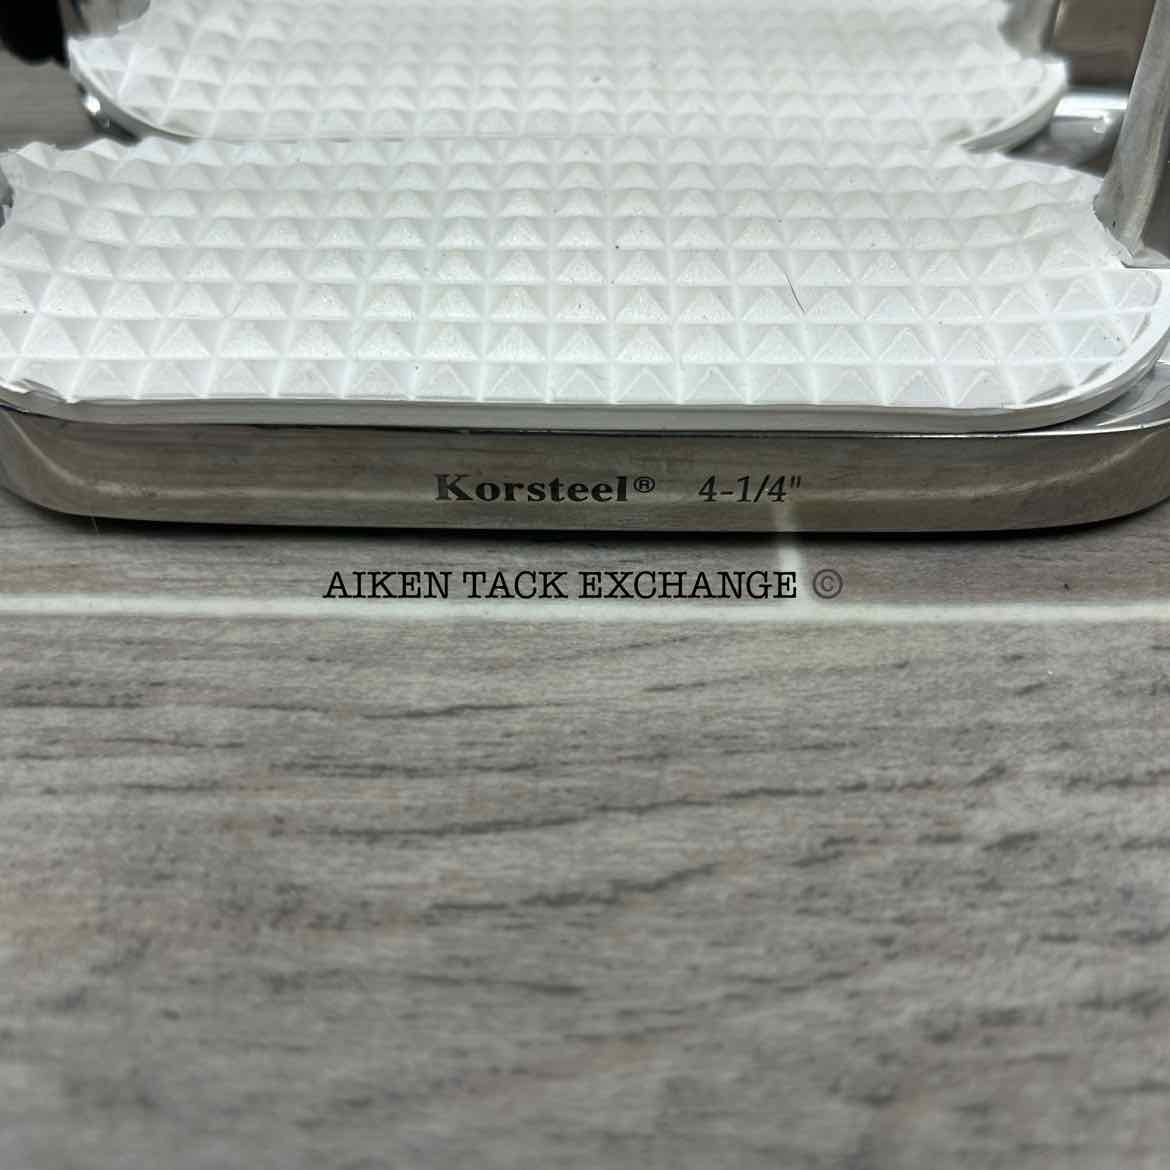 Korsteel® 4-1/4"
AIKEN TACK EXCHANGE ©